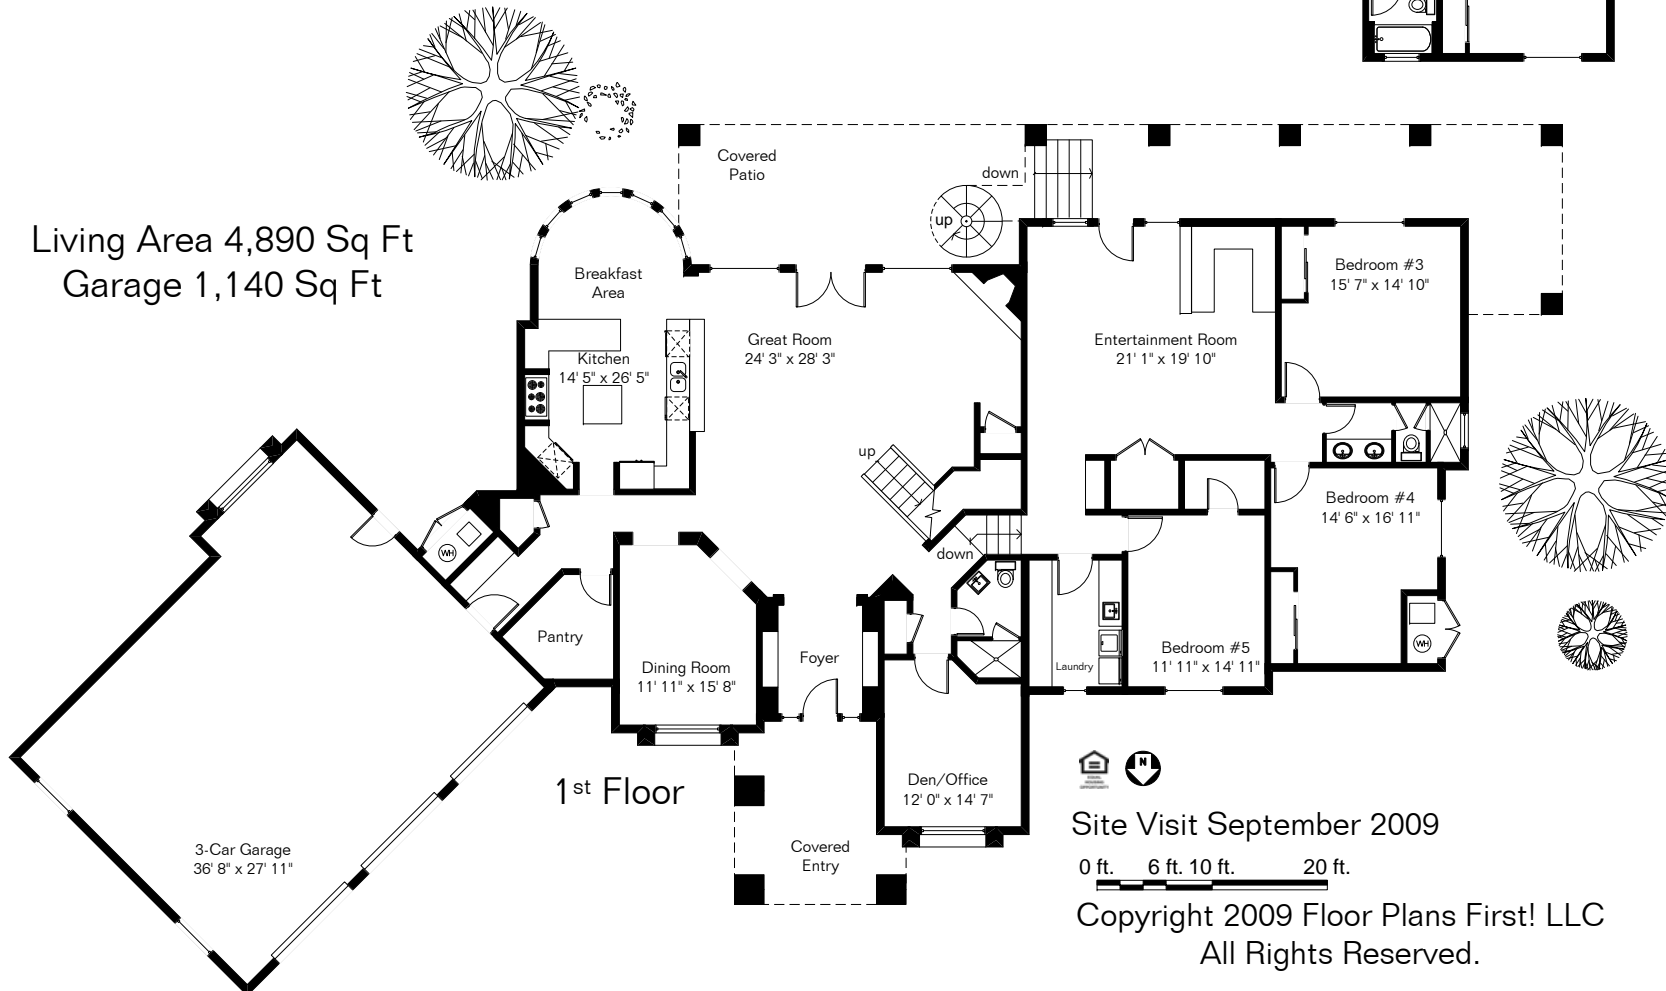 Covered
Patio
down
up
Living Area 4,890 Sq Ft
Garage 1,140 Sq Ft
Breakfast
Area
Bedroom #3
15' 7" x 14' 10"
Great Room
24' 3" x 28' 3"
Entertainment Room
21' 1" x 19' 10"
Kitchen
14' 5" x 26' 5"
up
Bedroom #4
14' 6" x 16' 11"
WH
down
Pantry
Foyer
Dining Room
11' 11" x 15' 8"
Laundry
Bedroom #5
11' 11" x 14' 11"
WH
1st Floor
Den/Office
12' 0" x 14' 7"
N
EQUAL HOUSING
OPPORTUNITY
Site Visit September 2009
3-Car Garage
36' 8" x 27' 11"
Covered
Entry
0 ft. 6 ft. 10 ft. 20 ft.
Copyright 2009 Floor Plans First! LLC
All Rights Reserved.